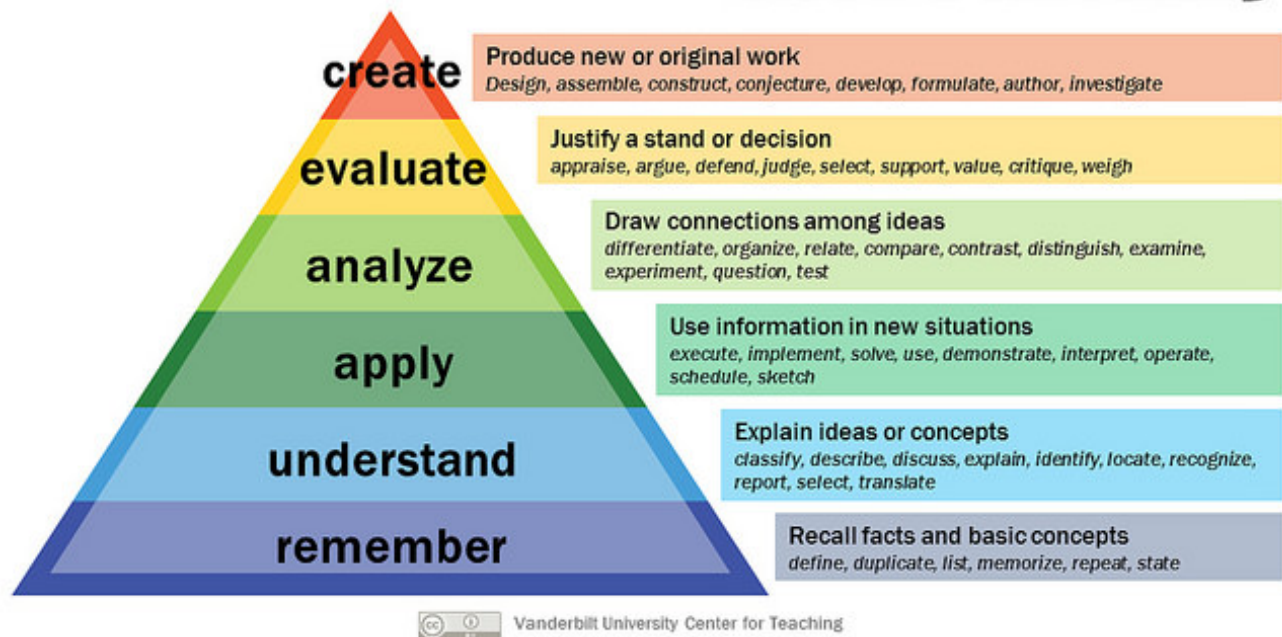 create
Produce new or original work
Design, assemble, construct, conjecture, develop, formulate, author, investigate
evaluate
Justify a stand or decision
appraise, argue, defend, judge, select, support, value, critique, weigh
analyze
Draw connections among ideas
differentiate, organize, relate, compare, contrast, distinguish, examine,
experiment, question, test
apply
Use information in new situations
execute, implement, solve, use, demonstrate, interpret, operate,
schedule, sketch
understand
Explain ideas or concepts
classify, describe, discuss, explain, identify, locate, recognize,
report, select, translate
remember
Recall facts and basic concepts
define, duplicate, list, memorize, repeat, state
cc
Vanderbilt University Center for Teaching